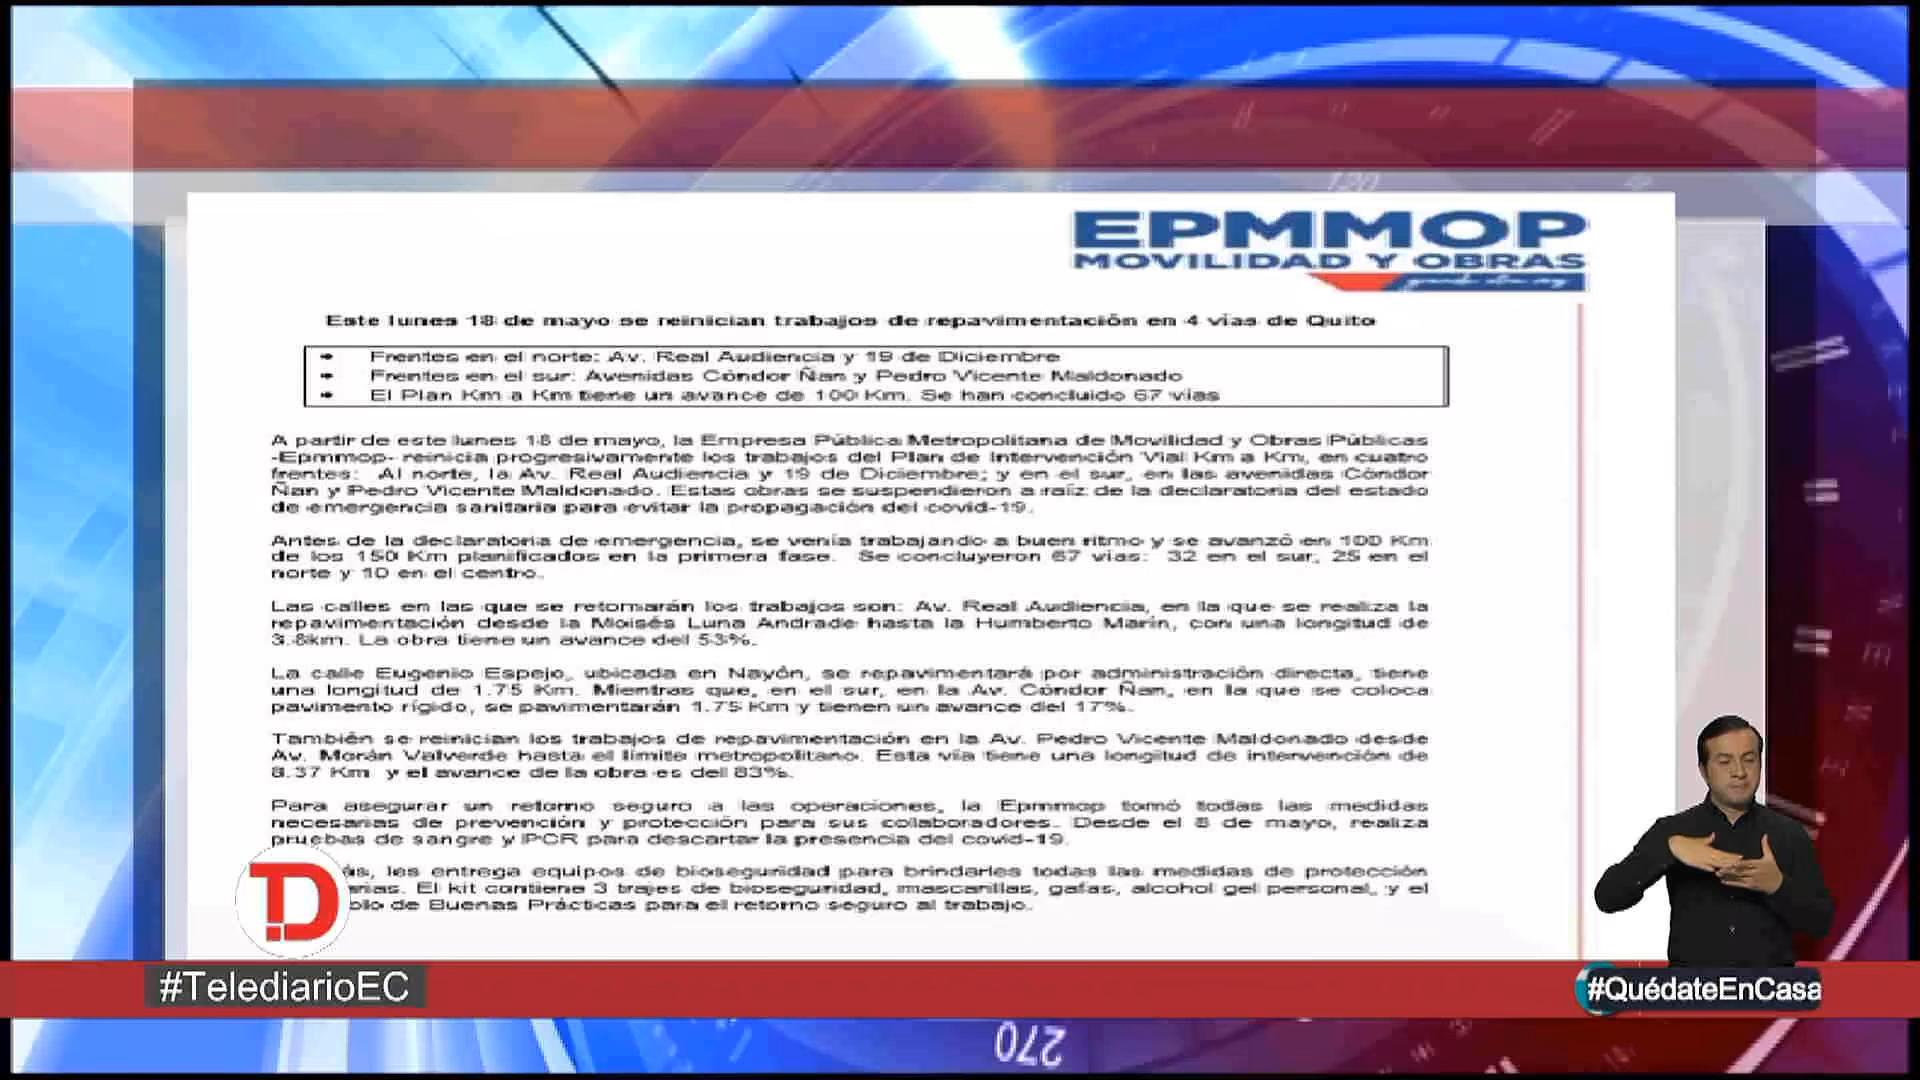 120
EPMMOP
MOVILIDAD Y OBRAS
Este lunes 18 de mayo se reinician trabajos de repavimentación en 4 vías de Quito
Frentes en el norte: Av. Real Audiencia y 19 de Diciembre
Frentes en el sur: Avenidas Cóndor Ñan y Pedro Vicente Maldonado
El Plan Km a Km tiene un avance de 100 Km. Se han concluido 67 vías
A partir de este lunes 18 de mayo, la Empresa Pública Metropolitana de Movilidad y Obras Públicas
-Epmmop- reinicia progresivamente los trabajos del Plan de Intervención Vial Km a Km, en cuatro
frentes: Al norte, la Av. Real Audiencia y 19 de Diciembre; y en el sur, en las avenidas Cóndor
Ñan y Pedro Vicente Maldonado. Estas obras se suspendieron a raíz de la declaratoria del estado
de emergencia sanitaria para evitar la propagación del covid-19.
Antes de la declaratoria de emergencia, se venía trabajando a buen ritmo y se avanzó en 100 Km
de los 150 Km planificados en la primera fase. Se concluyeron 67 vías: 32 en el sur, 25 en el
norte y 10 en el centro.
Las calles en las que se retomarán los trabajos son: Av. Real Audiencia, en la que se realiza la
repavimentación desde la Moisés Luna Andrade hasta la Humberto Marín, con una longitud de
3.8km. La obra tiene un avance del 53%.
La calle Eugenio Espejo, ubicada en Nayón, se repavimentará por administración directa, tiene
una longitud de 1.75 Km. Mientras que, en el sur, en la Av. Cóndor Ñan, en la que se coloca
pavimento rígido, se pavimentarán 1.75 Km y tienen un avance del 17%.
También se reinician los trabajos de repavimentación en la Av. Pedro Vicente Maldonado desde
Av. Morán Valverde hasta el límite metropolitano. Esta vía tiene una longitud de intervención de
8.37 Km y el avance de la obra es del 83%.
Para asegurar un retorno seguro a las operaciones, la Epmmop tomó todas las medidas
necesarias de prevención y protección para sus colaboradores. Desde el 8 de mayo, realiza
pruebas de sangre y PCR para descartar la presencia del covid-19.
ás, les entrega equipos de bioseguridad para brindarles todas las medidas de protección
arias. El kit contiene 3 trajes de bioseguridad, mascarillas, gafas, alcohol gel personal, y el
olo de Buenas Prácticas para el retorno seguro al trabajo.
D
#TelediarioEC
#QuédateEnCasa
270